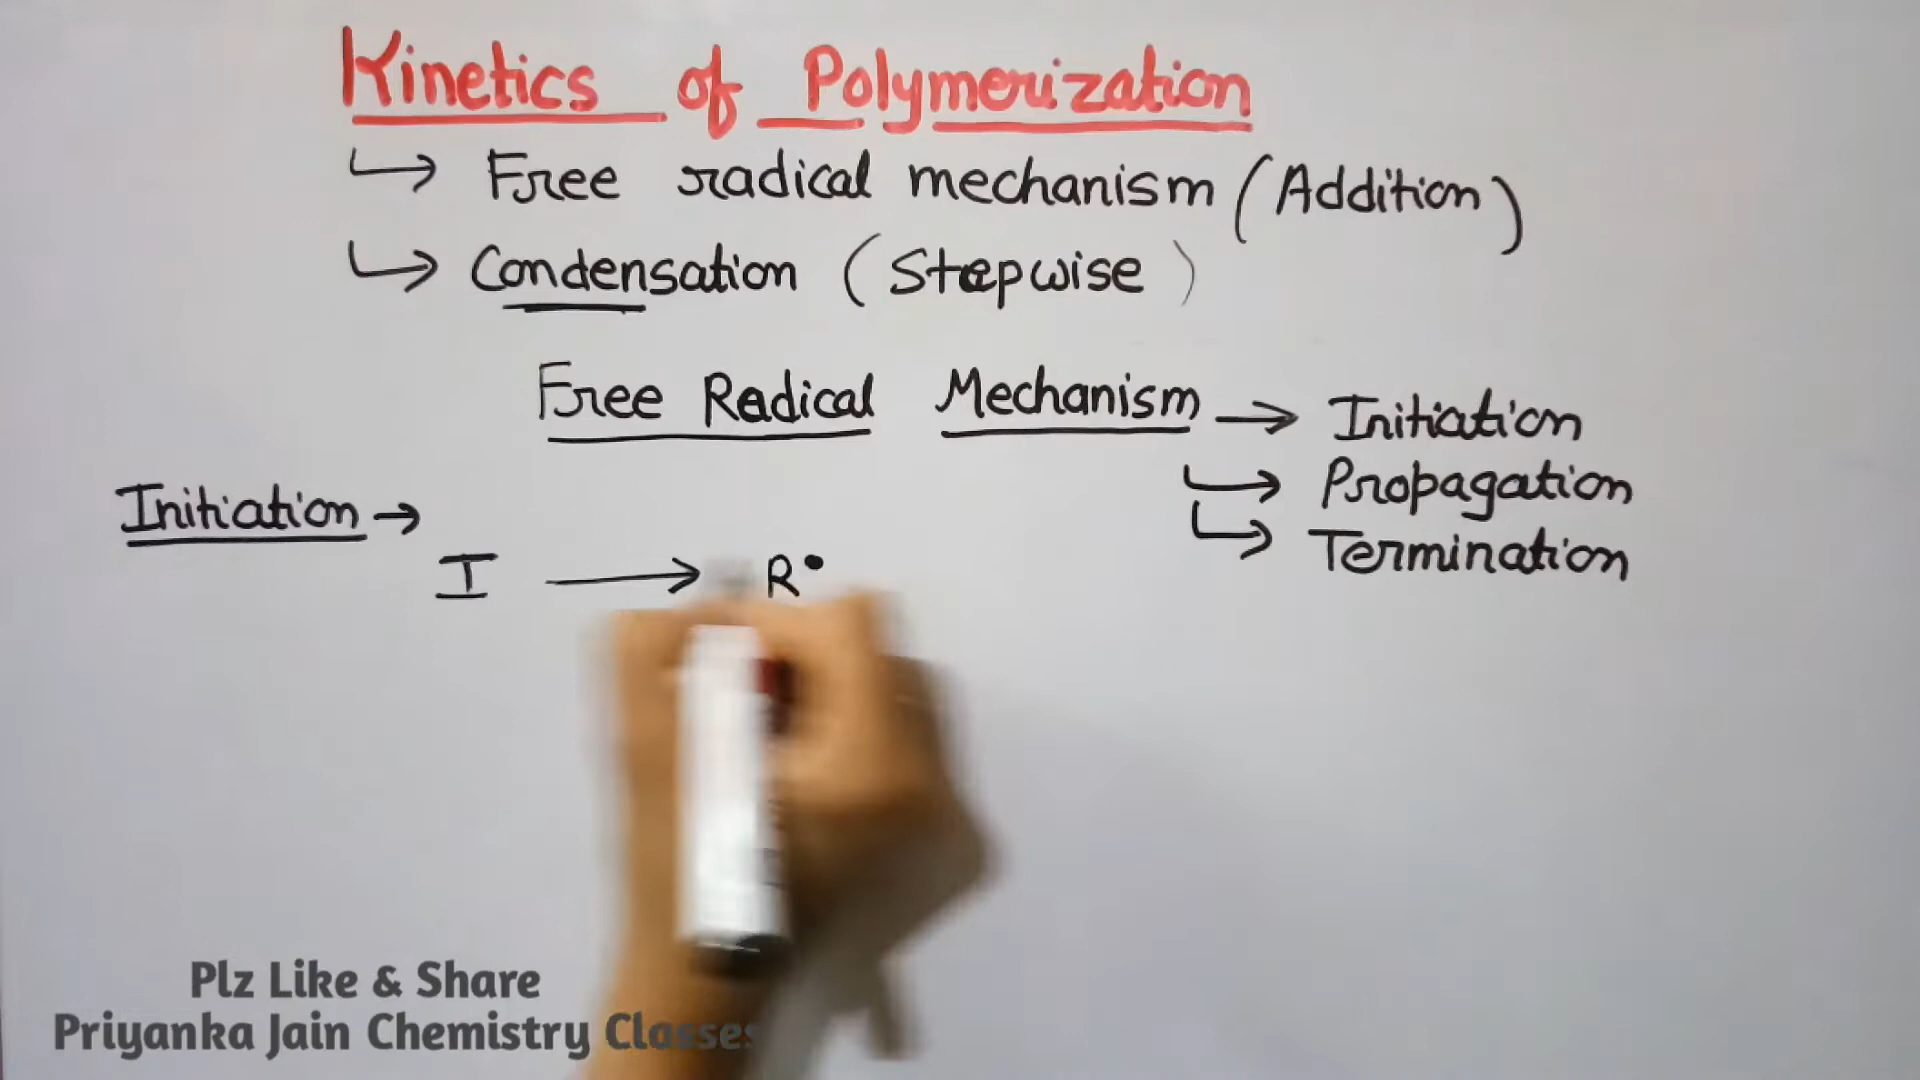 Kinetics of Polymerization
↳ Free radical mechanism (Addition)
↳ Condensation (Stepwise)
Free Radical Mechanism → Initiation
↳ Propagation
↳ Termination
Initiation →
I ⟶ R•
Plz Like & Share
Priyanka Jain Chemistry Classes